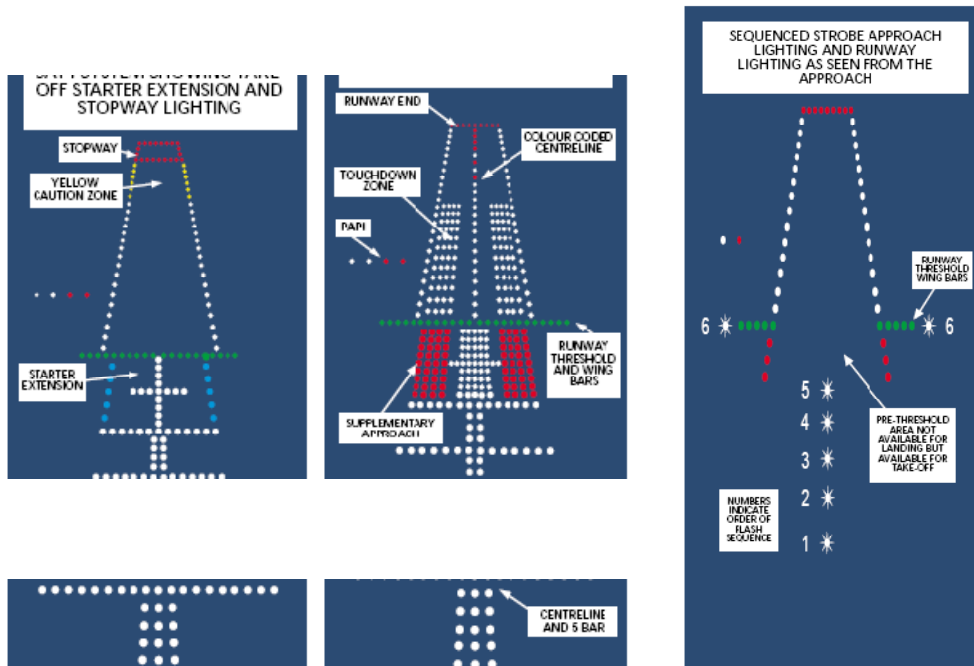 OFF STARTER EXTENSION AND
STOPWAY LIGHTING
STOPWAY
YELLOW
CAUTION ZONE
STARTER
EXTENSION
RUNWAY END
COLOUR CODED
CENTRELINE
TOUCHDOWN
ZONE
PAPI
RUNWAY
THRESHOLD
AND WING
BARS
SUPPLEMENTARY
APPROACH
CENTRELINE
AND 5 BAR
SEQUENCED STROBE APPROACH
LIGHTING AND RUNWAY
LIGHTING AS SEEN FROM THE
APPROACH
RUNWAY
THRESHOLD
WING BARS
6 6
5
4
3
2
1
PRE-THRESHOLD
AREA NOT
AVAILABLE FOR
LANDING BUT
AVAILABLE FOR
TAKE-OFF
NUMBERS
INDICATE
ORDER OF
FLASH
SEQUENCE